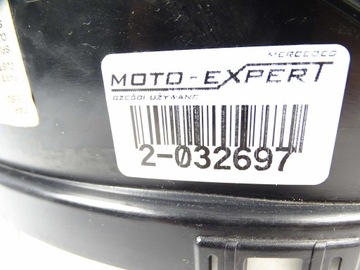 MERCEDES
MOTO-EXPERT
CZĘŚCI UŻYWANE
2-032697